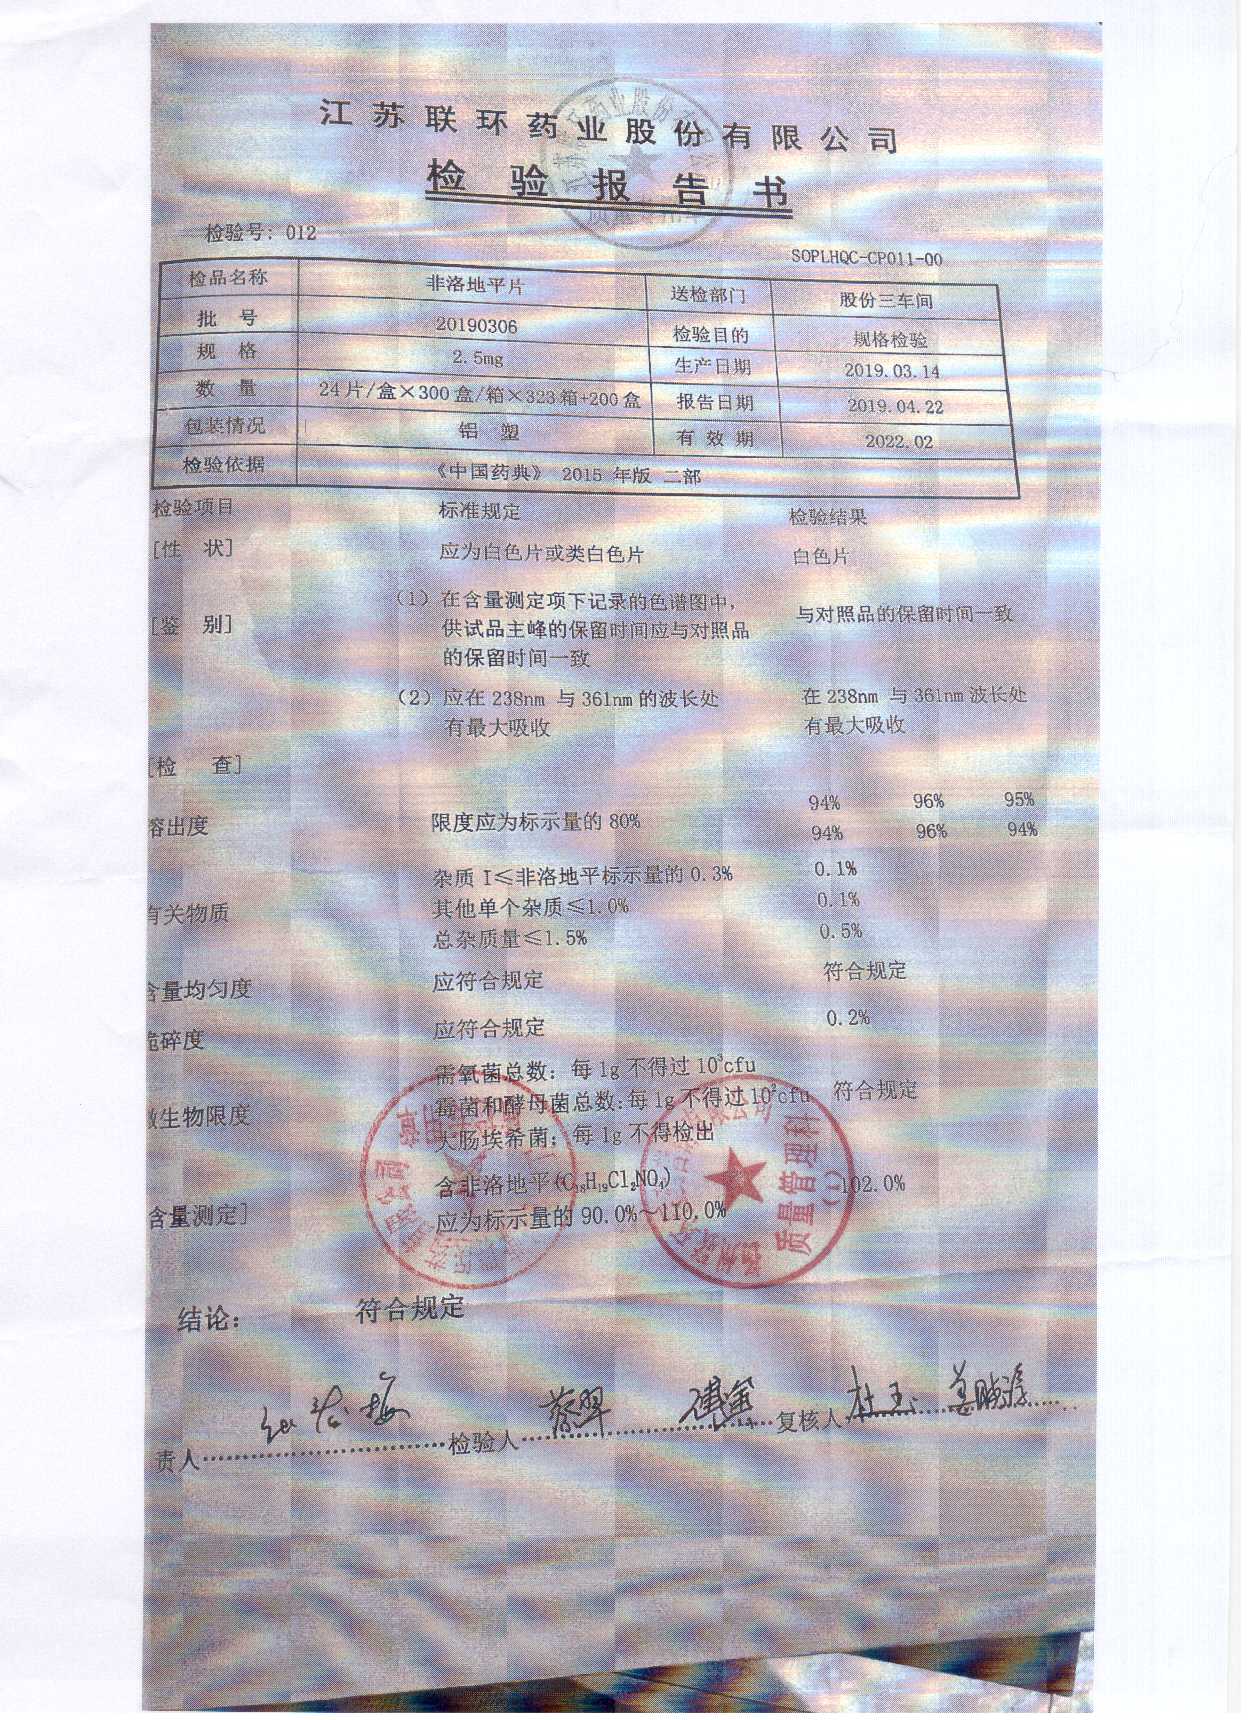 江苏联环药业股份有限公司
检验报告书
检验号：012
SOPLHQC-CP011-00
检品名称 非洛地平片 送检部门 股份三车间
批 号 20190306 检验目的 规格检验
规 格 2.5mg 生产日期 2019.03.14
数 量 24片/盒×300盒/箱×323箱+200盒 报告日期 2019.04.22
包装情况 铝 塑 有 效 期 2022.02
检验依据 《中国药典》 2015 年版 二部
检验项目 标准规定 检验结果
[性 状] 应为白色片或类白色片 白色片
[鉴 别] (1) 在含量测定项下记录的色谱图中， 与对照品的保留时间一致
供试品主峰的保留时间应与对照品
的保留时间一致
(2) 应在 238nm 与 361nm 的波长处 在 238nm 与 361nm 波长处
有最大吸收 有最大吸收
[检 查]
溶出度 限度应为标示量的 80% 94% 96% 95%
94% 96% 94%
杂质 I≤非洛地平标示量的 0.3% 0.1%
有关物质 其他单个杂质≤1.0% 0.1%
总杂质量≤1.5% 0.5%
含量均匀度 应符合规定 符合规定
脆碎度 应符合规定 0.2%
需氧菌总数：每 1g 不得过 10³cfu
微生物限度 霉菌和酵母菌总数：每 1g 不得过 10²cfu 符合规定
大肠埃希菌：每 1g 不得检出
含非洛地平(C₁₈H₁₉Cl₂NO₄) 102.0%
含量测定] 应为标示量的 90.0%～110.0%
质量管理科
(1)
结论： 符合规定
责人 检验人 复核人